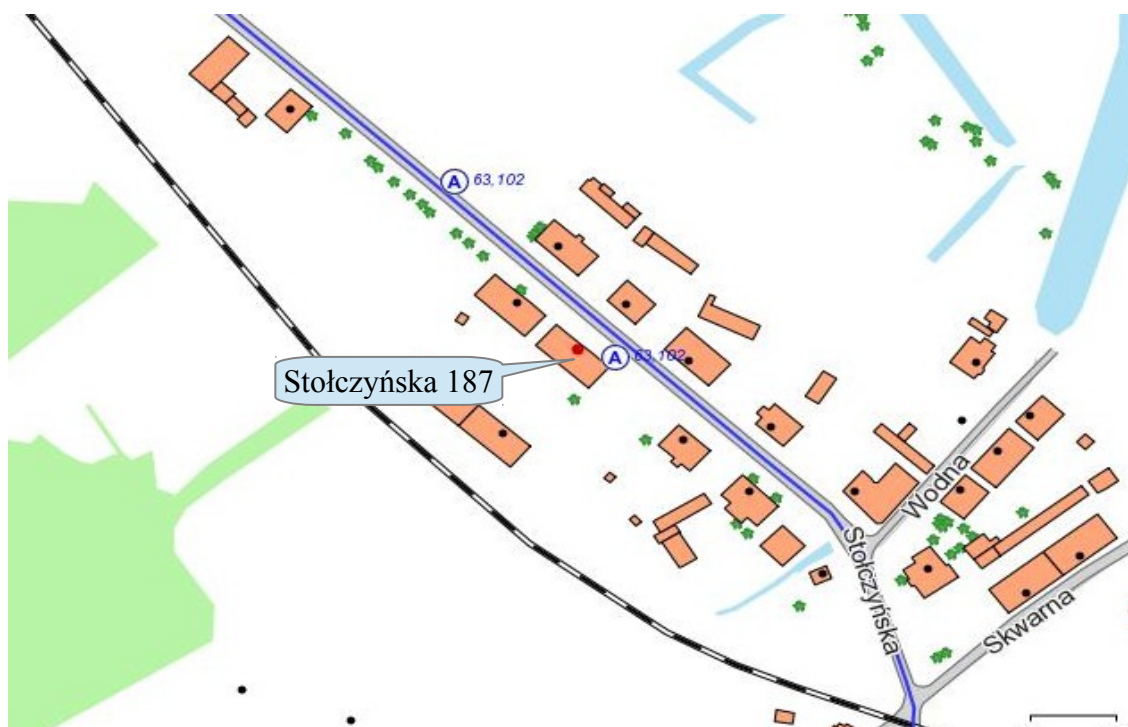 A 63,102
A 63,102
Stołczyńska 187
Wodna
Stołczyńska
Skwarna